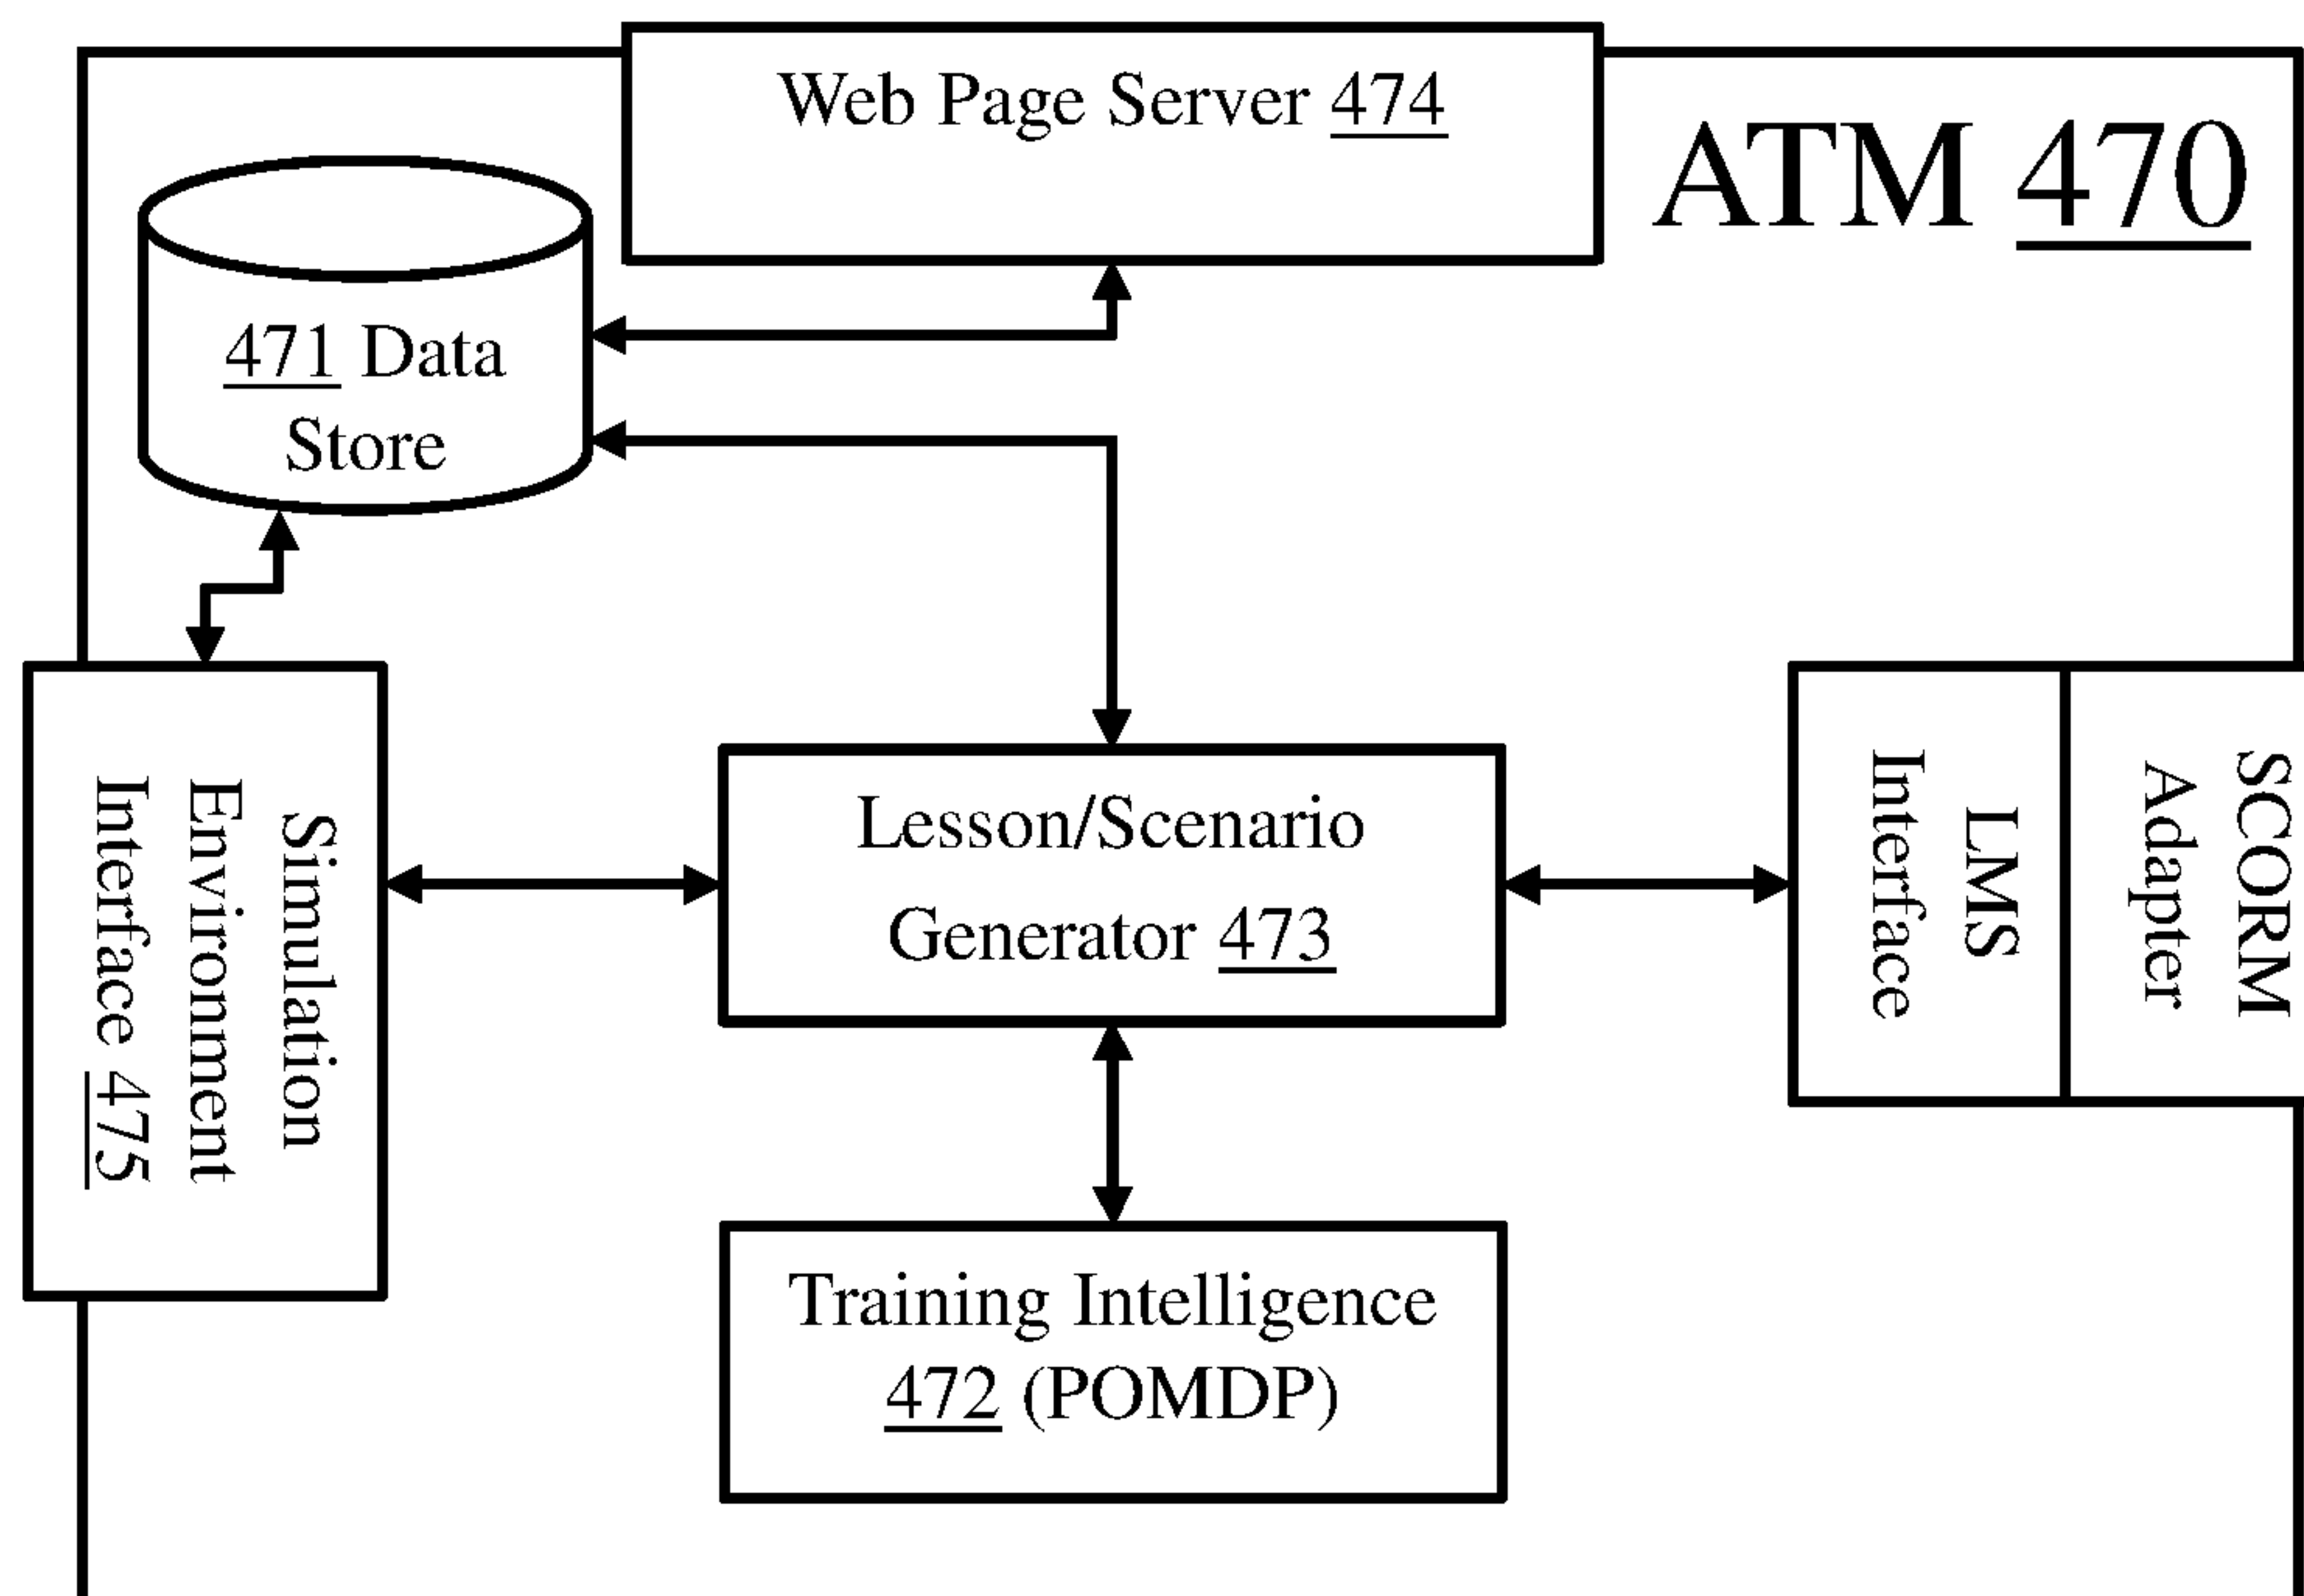 Web Page Server 474
ATM 470
471 Data
Store
Simulation
Environment
Interface 475
Lesson/Scenario
Generator 473
SCORM
Adapter
LMS
Interface
Training Intelligence
472 (POMDP)